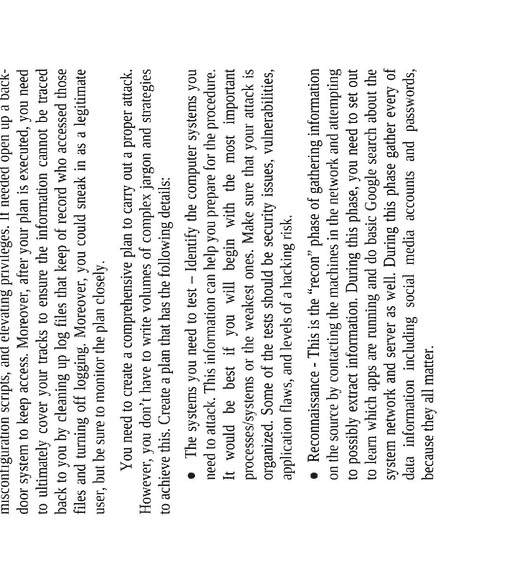 misconfiguration scripts, and elevating privileges. If needed open up a back-
door system to keep access. Moreover, after your plan is executed, you need
to ultimately cover your tracks to ensure the information cannot be traced
back to you by cleaning up log files that keep of record who accessed those
files and turning off logging. Moreover, you could sneak in as a legitimate
user, but be sure to monitor the plan closely.
You need to create a comprehensive plan to carry out a proper attack.
However, you don't have to write volumes of complex jargon and strategies
to achieve this. Create a plan that has the following details:
● The systems you need to test – Identify the computer systems you
need to attack. This information can help you prepare for the procedure.
It would be best if you will begin with the most important
processes/systems or the weakest ones. Make sure that your attack is
organized. Some of the tests should be security issues, vulnerabilities,
application flaws, and levels of a hacking risk.
● Reconnaissance - This is the “recon” phase of gathering information
on the source by contacting the machines in the network and attempting
to possibly extract information. During this phase, you need to set out
to learn which apps are running and do basic Google search about the
system network and server as well. During this phase gather every of
data information including social media accounts and passwords,
because they all matter.